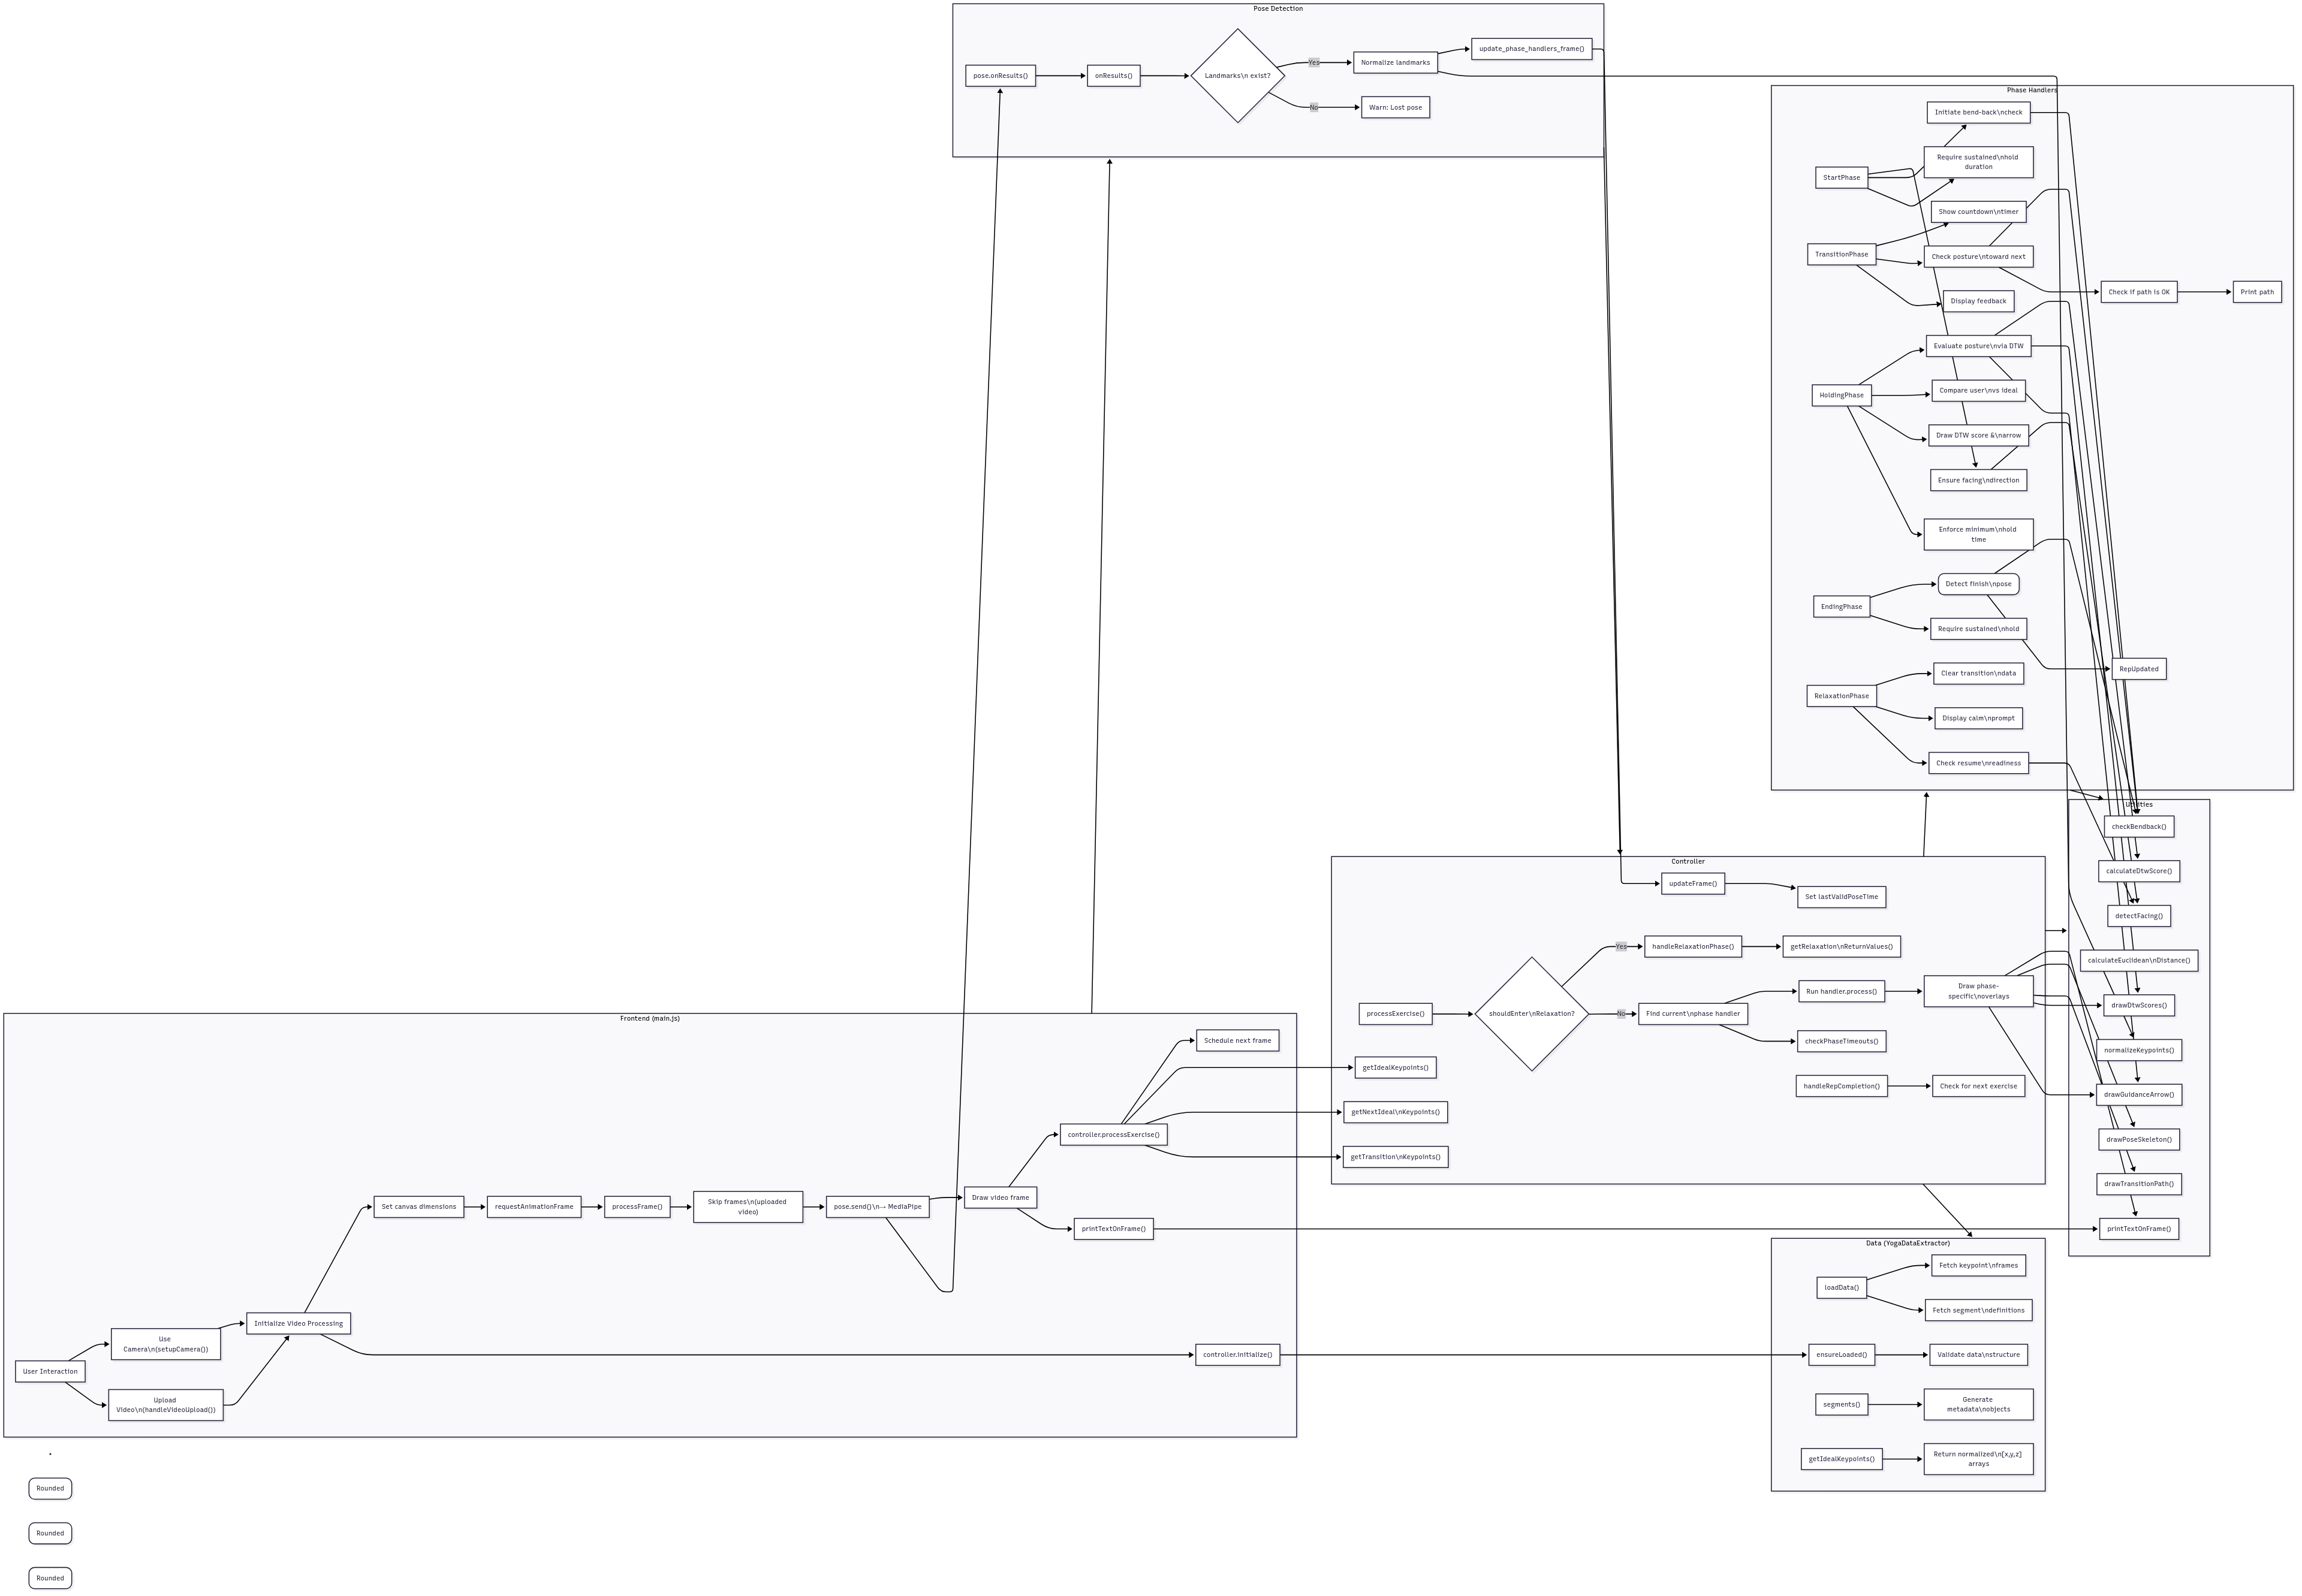 Pose Detection
pose.onResults()
onResults()
Landmarks\n exist?
Yes
No
Normalize landmarks
Warn: Lost pose
update_phase_handlers_frame()
Phase Handlers
StartPhase
Initiate bend-back\ncheck
Require sustained\nhold
duration
TransitionPhase
Show countdown\ntimer
Check posture\ntoward next
Display feedback
Check if path is OK
Print path
HoldingPhase
Evaluate posture\nvia DTW
Compare user\nvs ideal
Draw DTW score &\narrow
Ensure facing\ndirection
Enforce minimum\nhold
time
EndingPhase
Detect finish\npose
Require sustained\nhold
RepUpdated
RelaxationPhase
Clear transition\ndata
Display calm\nprompt
Check resume\nreadiness
Utilities
checkBendback()
calculateDtwScore()
detectFacing()
calculateEuclidean\nDistance()
drawDtwScores()
normalizeKeypoints()
drawGuidanceArrow()
drawPoseSkeleton()
drawTransitionPath()
printTextOnFrame()
Controller
updateFrame()
Set lastValidPoseTime
processExercise()
shouldEnter\nRelaxation?
Yes
No
handleRelaxationPhase()
getRelaxation\nReturnValues()
Find current\nphase handler
Run handler.process()
Draw phase-
specific\noverlays
checkPhaseTimeouts()
getIdealKeypoints()
handleRepCompletion()
Check for next exercise
getNextIdeal\nKeypoints()
getTransition\nKeypoints()
Frontend (main.js)
Schedule next frame
controller.processExercise()
Set canvas dimensions
requestAnimationFrame
processFrame()
Skip frames\n(uploaded
video)
pose.send()\n→ MediaPipe
Draw video frame
printTextOnFrame()
Initialize Video Processing
Use
Camera\n(setupCamera())
User Interaction
Upload
Video\n(handleVideoUpload())
controller.initialize()
Data (YogaDataExtractor)
loadData()
Fetch keypoint\nframes
Fetch segment\ndefinitions
ensureLoaded()
Validate data\nstructure
segments()
Generate
metadata\nobjects
getIdealKeypoints()
Return normalized\n[x,y,z]
arrays
Rounded
Rounded
Rounded